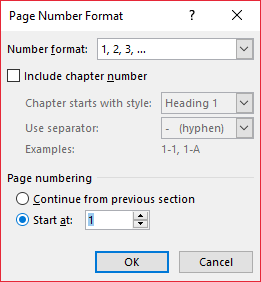 Page Number Format
Number format: 1, 2, 3, ...
Include chapter number
Chapter starts with style: Heading 1
Use separator: - (hyphen)
Examples: 1-1, 1-A
Page numbering
Continue from previous section
Start at: 1
OK Cancel